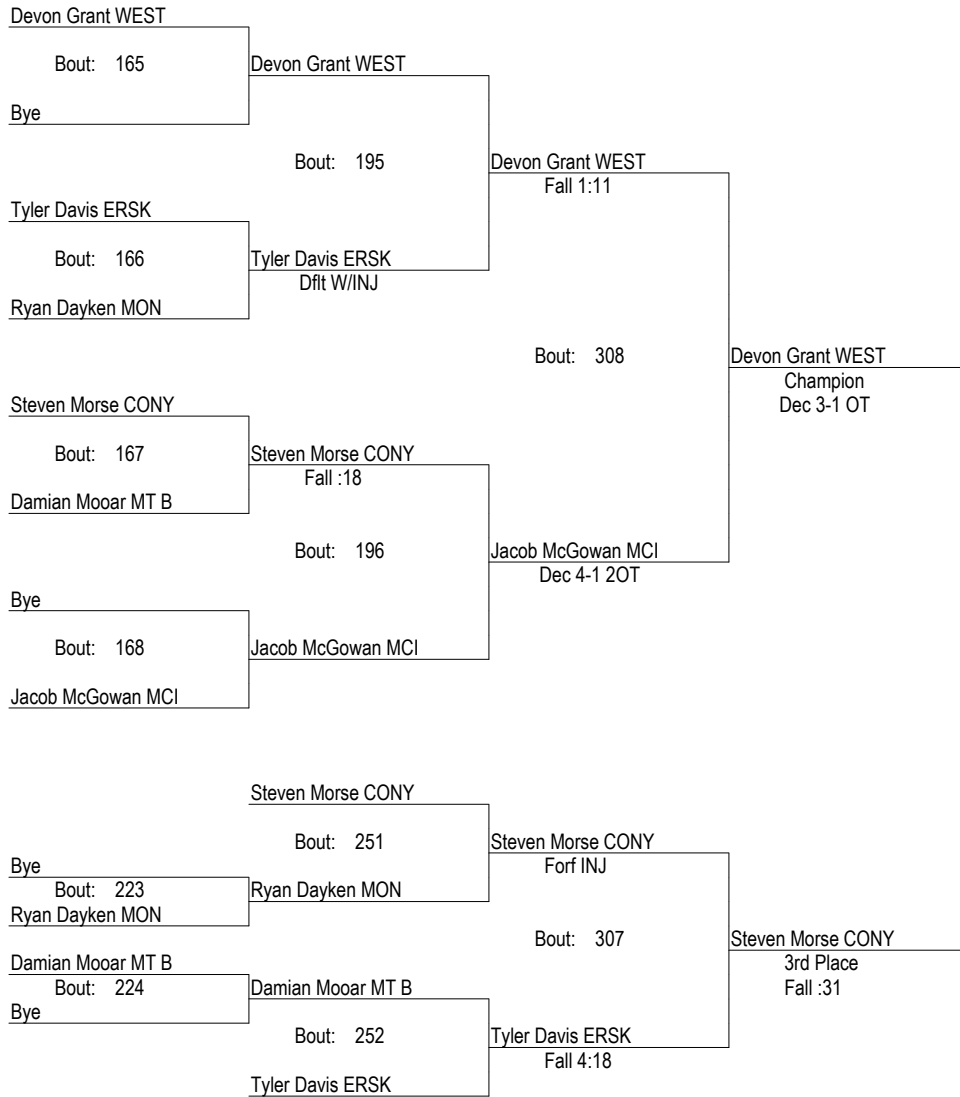 Devon Grant WEST
Bout: 165
Devon Grant WEST
Bye
Bout: 195
Devon Grant WEST
Fall 1:11
Tyler Davis ERSK
Bout: 166
Tyler Davis ERSK
Dflt W/INJ
Ryan Dayken MON
Bout: 308
Devon Grant WEST
Champion
Dec 3-1 OT
Steven Morse CONY
Bout: 167
Steven Morse CONY
Fall :18
Damian Mooar MT B
Bout: 196
Jacob McGowan MCI
Dec 4-1 2OT
Bye
Bout: 168
Jacob McGowan MCI
Jacob McGowan MCI
Steven Morse CONY
Bout: 251
Steven Morse CONY
Forf INJ
Bye
Bout: 223
Ryan Dayken MON
Ryan Dayken MON
Bout: 307
Steven Morse CONY
3rd Place
Fall :31
Damian Mooar MT B
Bout: 224
Damian Mooar MT B
Bye
Bout: 252
Tyler Davis ERSK
Fall 4:18
Tyler Davis ERSK